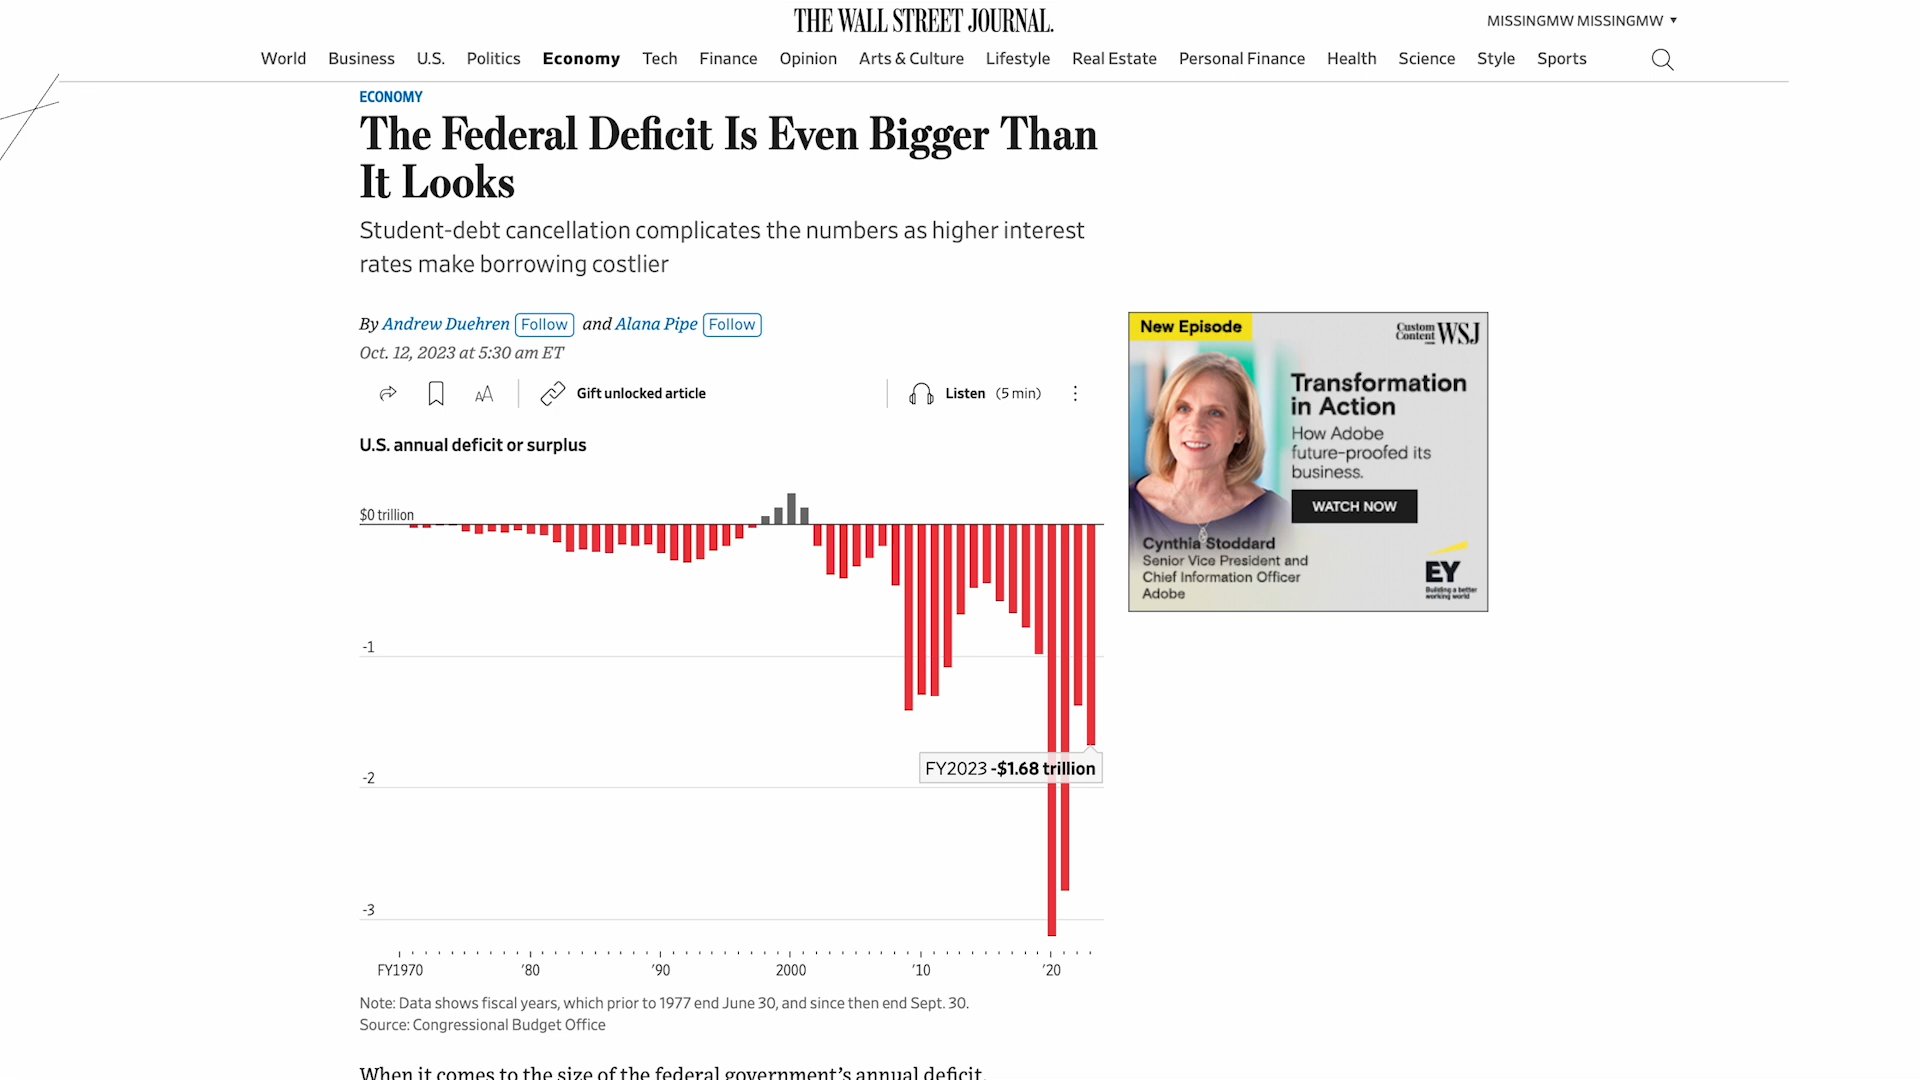 THE WALL STREET JOURNAL.
MISSINGMW MISSINGMW
World Business U.S. Politics Economy Tech Finance Opinion Arts & Culture Lifestyle Real Estate Personal Finance Health Science Style Sports
ECONOMY
The Federal Deficit Is Even Bigger Than
It Looks
Student-debt cancellation complicates the numbers as higher interest
rates make borrowing costlier
By Andrew Duehren Follow and Alana Pipe Follow
Oct. 12, 2023 at 5:30 am ET
AA Gift unlocked article Listen (5 min)
U.S. annual deficit or surplus
$0 trillion
-1
-2
-3
FY2023 -$1.68 trillion
FY1970 '80 '90 2000 '10 '20
Note: Data shows fiscal years, which prior to 1977 end June 30, and since then end Sept. 30.
Source: Congressional Budget Office
When it comes to the size of the federal government's annual deficit,
New Episode
Custom
Content
FROM
WSJ
Transformation
in Action
How Adobe
future-proofed its
business.
WATCH NOW
Cynthia Stoddard
Senior Vice President and
Chief Information Officer
Adobe
EY
Building a better
working world